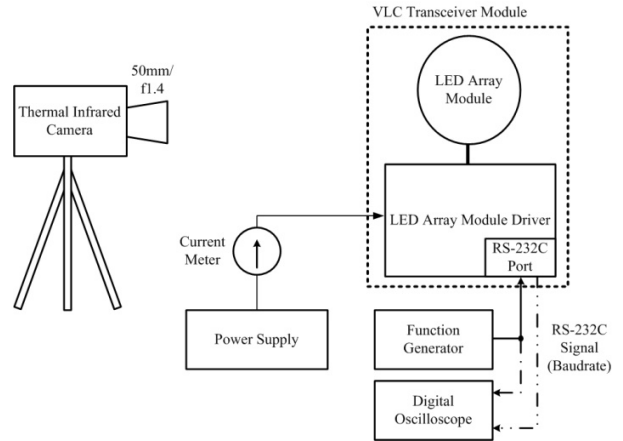 VLC Transceiver Module
50mm/
f1.4
Thermal Infrared
Camera
LED Array
Module
LED Array Module Driver
RS-232C
Port
Current
Meter
Power Supply
Function
Generator
RS-232C
Signal
(Baudrate)
Digital
Oscilloscope